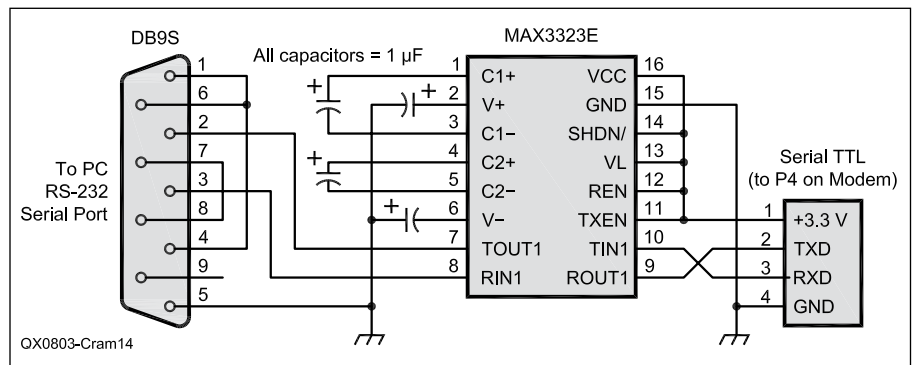 DB9S
1
6
2
7
3
8
4
9
5
To PC
RS-232
Serial Port
All capacitors = 1 µF
+
+
+
+
MAX3323E
1 C1+ VCC 16
2 V+ GND 15
3 C1– SHDN/ 14
4 C2+ VL 13
5 C2– REN 12
6 V– TXEN 11
7 TOUT1 TIN1 10
8 RIN1 ROUT1 9
Serial TTL
(to P4 on Modem)
1 +3.3 V
2 TXD
3 RXD
4 GND
QX0803-Cram14